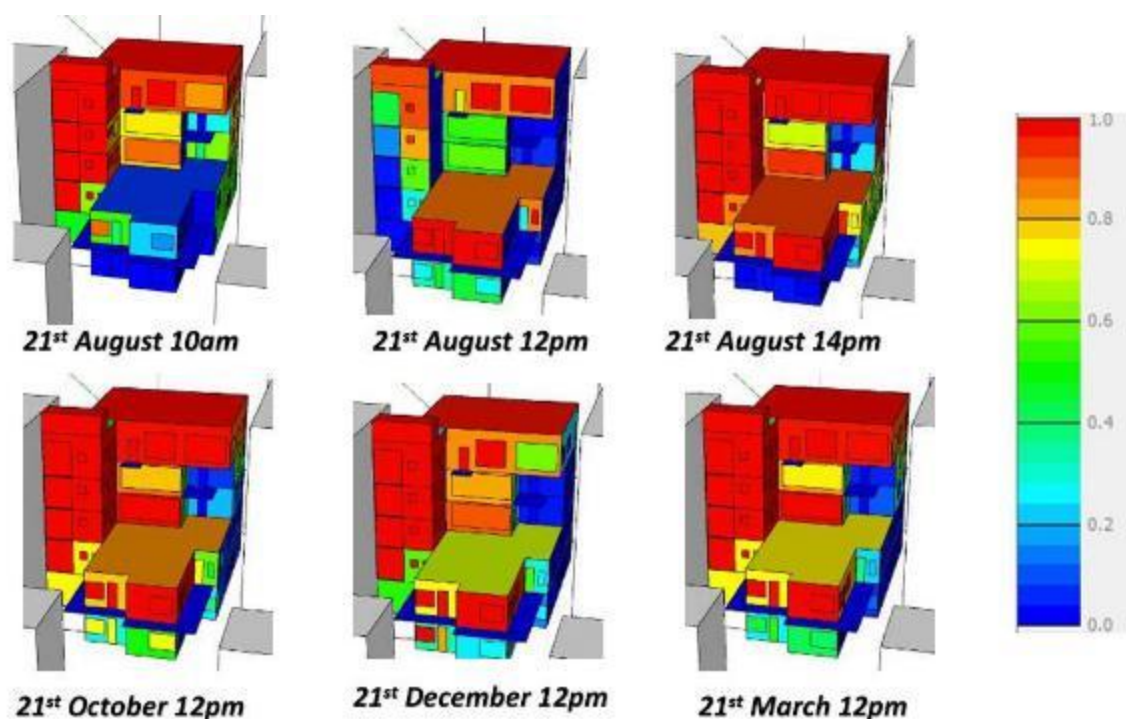 1.0
0.8
0.6
0.4
0.2
0.0
21st August 10am
21st August 12pm
21st August 14pm
21st October 12pm
21st December 12pm
21st March 12pm